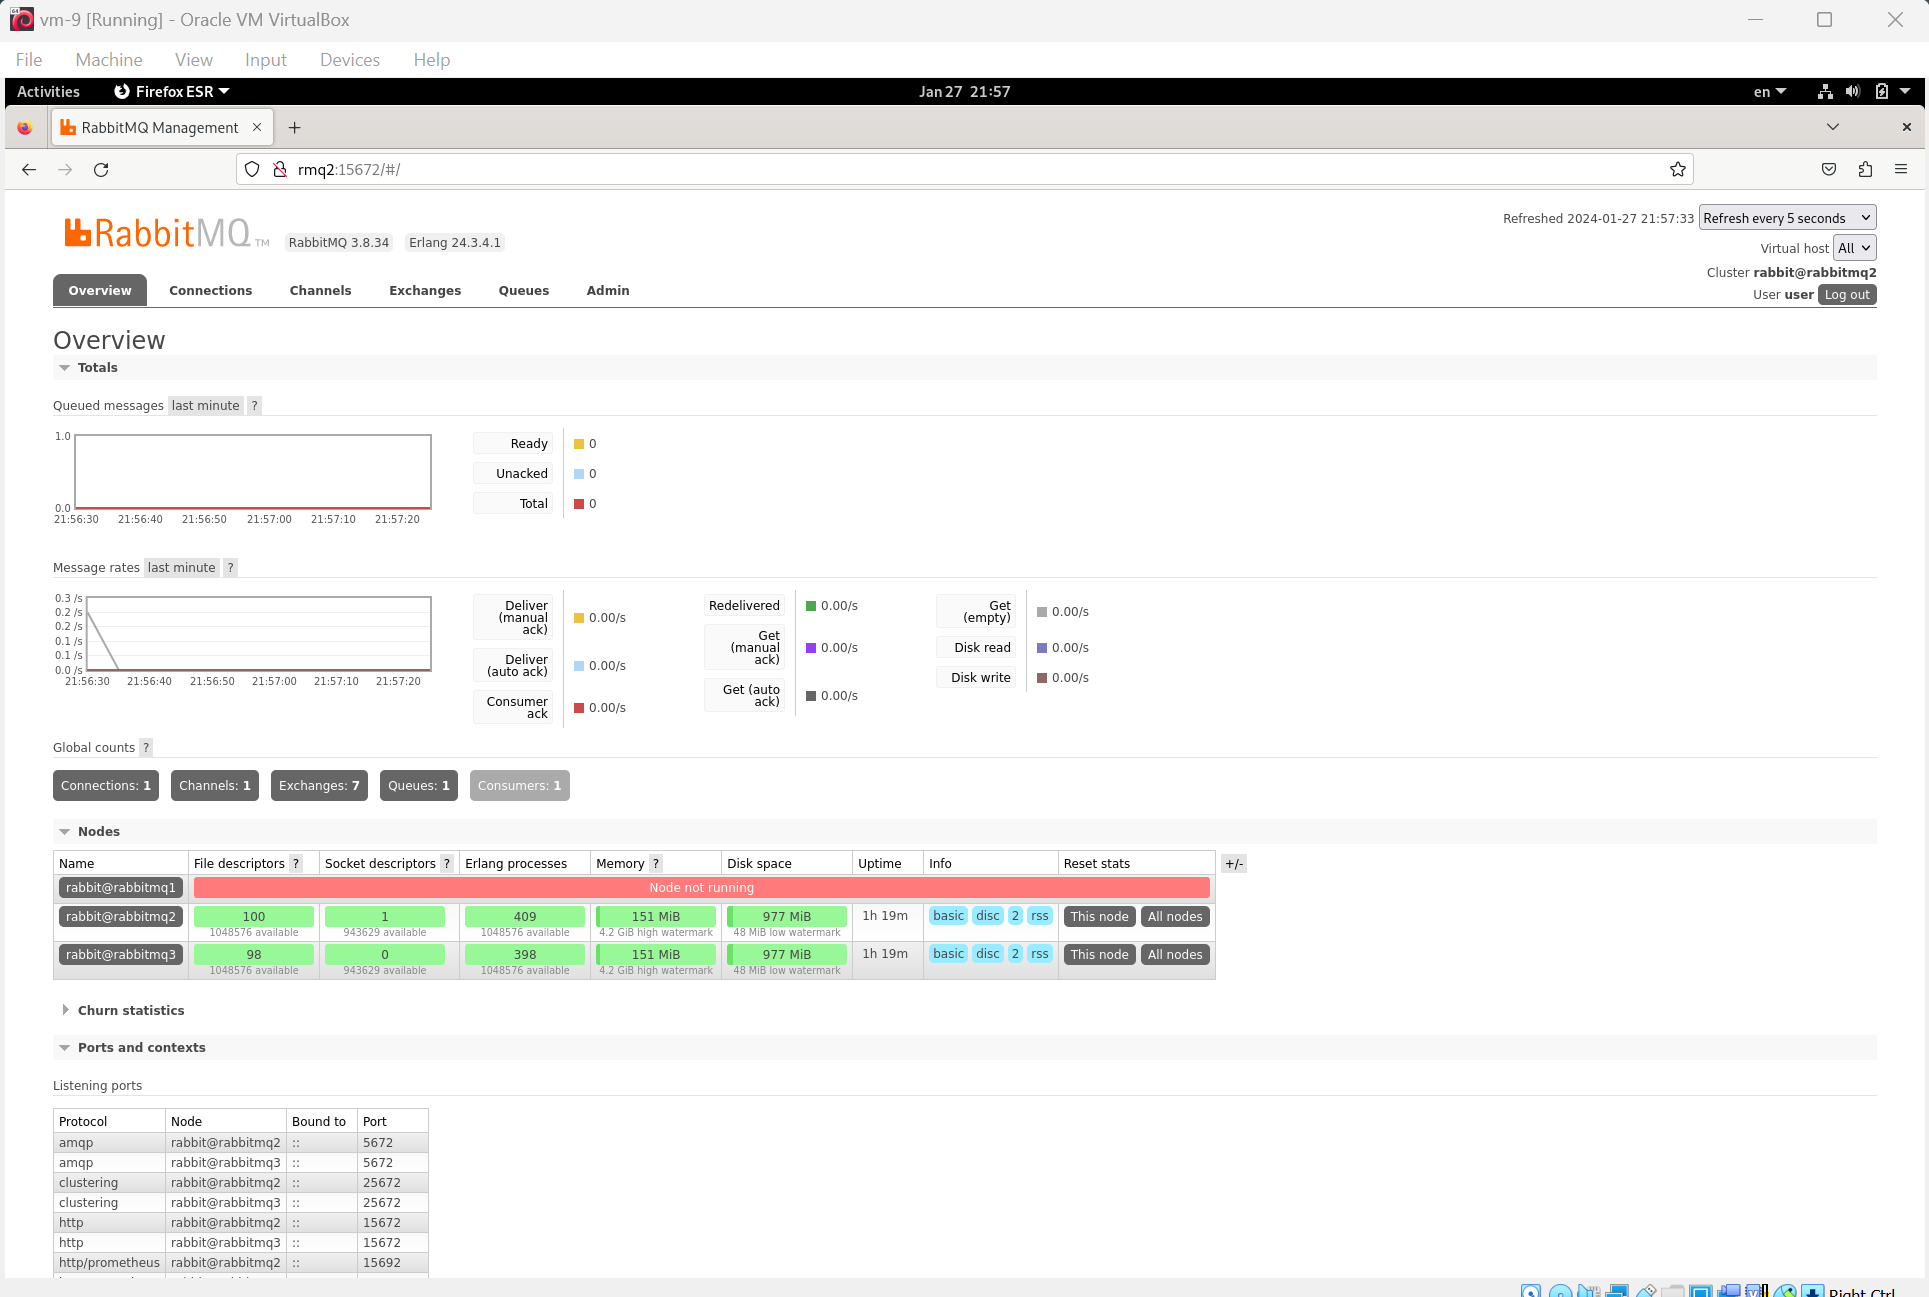 vm-9 [Running] - Oracle VM VirtualBox
File Machine View Input Devices Help
Activities Firefox ESR Jan 27 21:57 en
RabbitMQ Management
rmq2:15672/#/
RabbitMQ TM RabbitMQ 3.8.34 Erlang 24.3.4.1
Refreshed 2024-01-27 21:57:33 Refresh every 5 seconds
Virtual host All
Cluster rabbit@rabbitmq2
User user Log out
Overview Connections Channels Exchanges Queues Admin
Overview
Totals
Queued messages last minute ?
1.0
0.0
21:56:30 21:56:40 21:56:50 21:57:00 21:57:10 21:57:20
Ready 0
Unacked 0
Total 0
Message rates last minute ?
0.3 /s
0.2 /s
0.2 /s
0.1 /s
0.1 /s
0.0 /s
21:56:30 21:56:40 21:56:50 21:57:00 21:57:10 21:57:20
Deliver (manual ack) 0.00/s
Deliver (auto ack) 0.00/s
Consumer ack 0.00/s
Redelivered 0.00/s
Get (manual ack) 0.00/s
Get (auto ack) 0.00/s
Get (empty) 0.00/s
Disk read 0.00/s
Disk write 0.00/s
Global counts ?
Connections: 1 Channels: 1 Exchanges: 7 Queues: 1 Consumers: 1
Nodes
Name File descriptors ? Socket descriptors ? Erlang processes Memory ? Disk space Uptime Info Reset stats +/-
rabbit@rabbitmq1 Node not running
rabbit@rabbitmq2 100 1 409 151 MiB 977 MiB 1h 19m basic disc 2 rss This node All nodes
1048576 available 943629 available 1048576 available 4.2 GiB high watermark 48 MiB low watermark
rabbit@rabbitmq3 98 0 398 151 MiB 977 MiB 1h 19m basic disc 2 rss This node All nodes
1048576 available 943629 available 1048576 available 4.2 GiB high watermark 48 MiB low watermark
Churn statistics
Ports and contexts
Listening ports
Protocol Node Bound to Port
amqp rabbit@rabbitmq2 :: 5672
amqp rabbit@rabbitmq3 :: 5672
clustering rabbit@rabbitmq2 :: 25672
clustering rabbit@rabbitmq3 :: 25672
http rabbit@rabbitmq2 :: 15672
http rabbit@rabbitmq3 :: 15672
http/prometheus rabbit@rabbitmq2 :: 15692
Right Ctrl